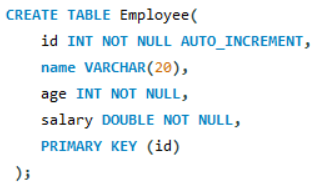 CREATE TABLE Employee(
id INT NOT NULL AUTO_INCREMENT,
name VARCHAR(20),
age INT NOT NULL,
salary DOUBLE NOT NULL,
PRIMARY KEY (id)
);